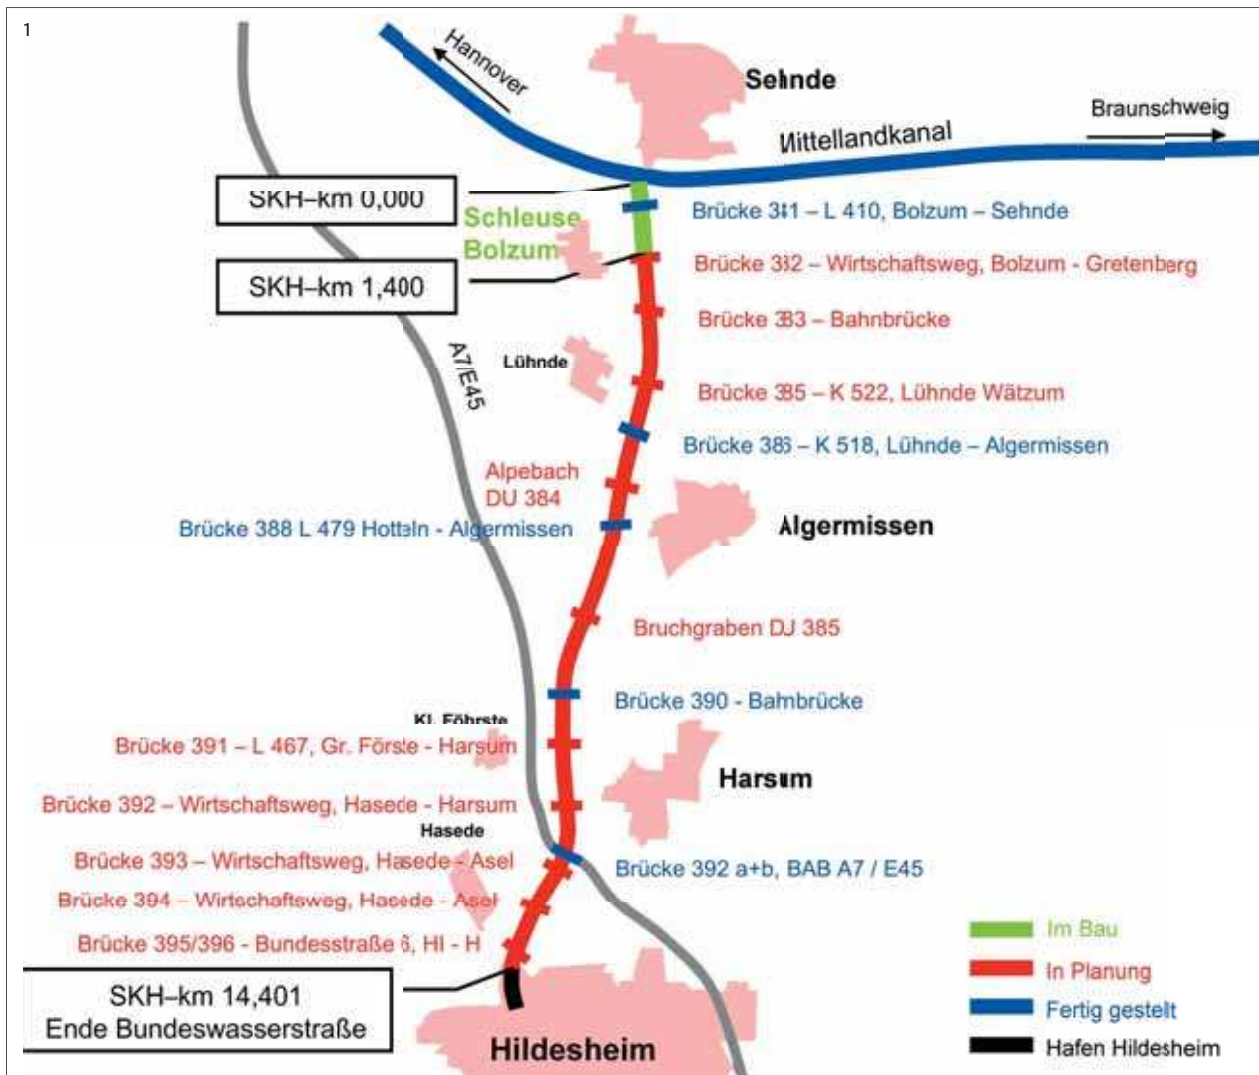 1
Hannover
Sehnde
Braunschweig
Mittellandkanal
SKH–km 0,000
Schleuse
Bolzum
Brücke 381 – L 410, Bolzum – Sehnde
Brücke 382 – Wirtschaftsweg, Bolzum - Gretenberg
SKH–km 1,400
Brücke 383 – Bahnbrücke
A7/E45
Lühnde
Brücke 385 – K 522, Lühnde Wätzum
Brücke 386 – K 518, Lühnde – Algermissen
Alpebach
DU 384
Brücke 388 L 479 Hotteln - Algermissen
Algermissen
Bruchgraben DU 385
Brücke 390 - Bahnbrücke
Kl. Föhrste
Brücke 391 – L 467, Gr. Förste - Harsum
Harsum
Brücke 392 – Wirtschaftsweg, Hasede - Harsum
Hasede
Brücke 393 – Wirtschaftsweg, Hasede - Asel
Brücke 392 a+b, BAB A7 / E45
Brücke 394 – Wirtschaftsweg, Hasede - Asel
Brücke 395/396 - Bundesstraße 6, HI - H
SKH–km 14,401
Ende Bundeswasserstraße
Hildesheim
Im Bau
In Planung
Fertig gestellt
Hafen Hildesheim